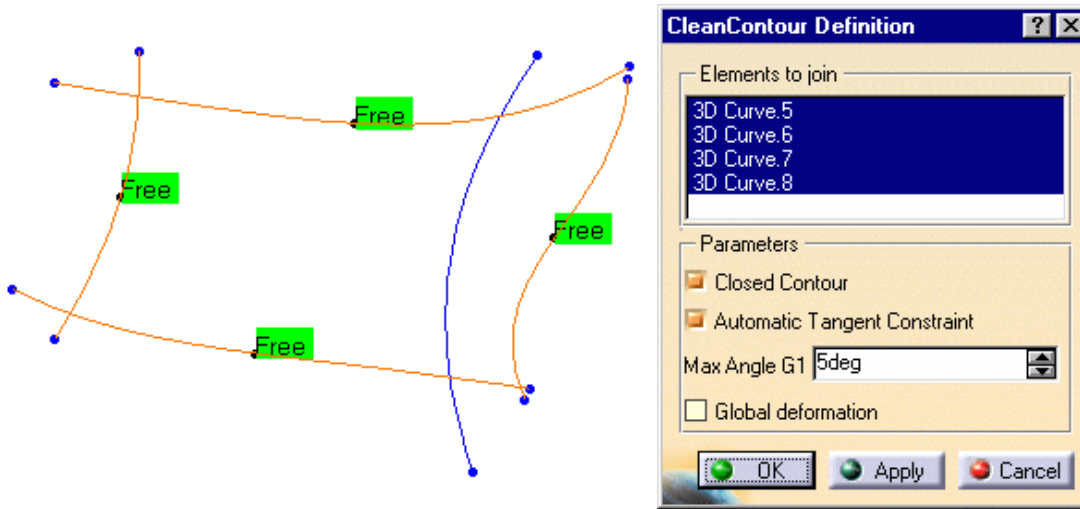 Free
Free
Free
Free
CleanContour Definition
Elements to join
3D Curve.5
3D Curve.6
3D Curve.7
3D Curve.8
Parameters
Closed Contour
Automatic Tangent Constraint
Max Angle G1 5deg
Global deformation
OK Apply Cancel